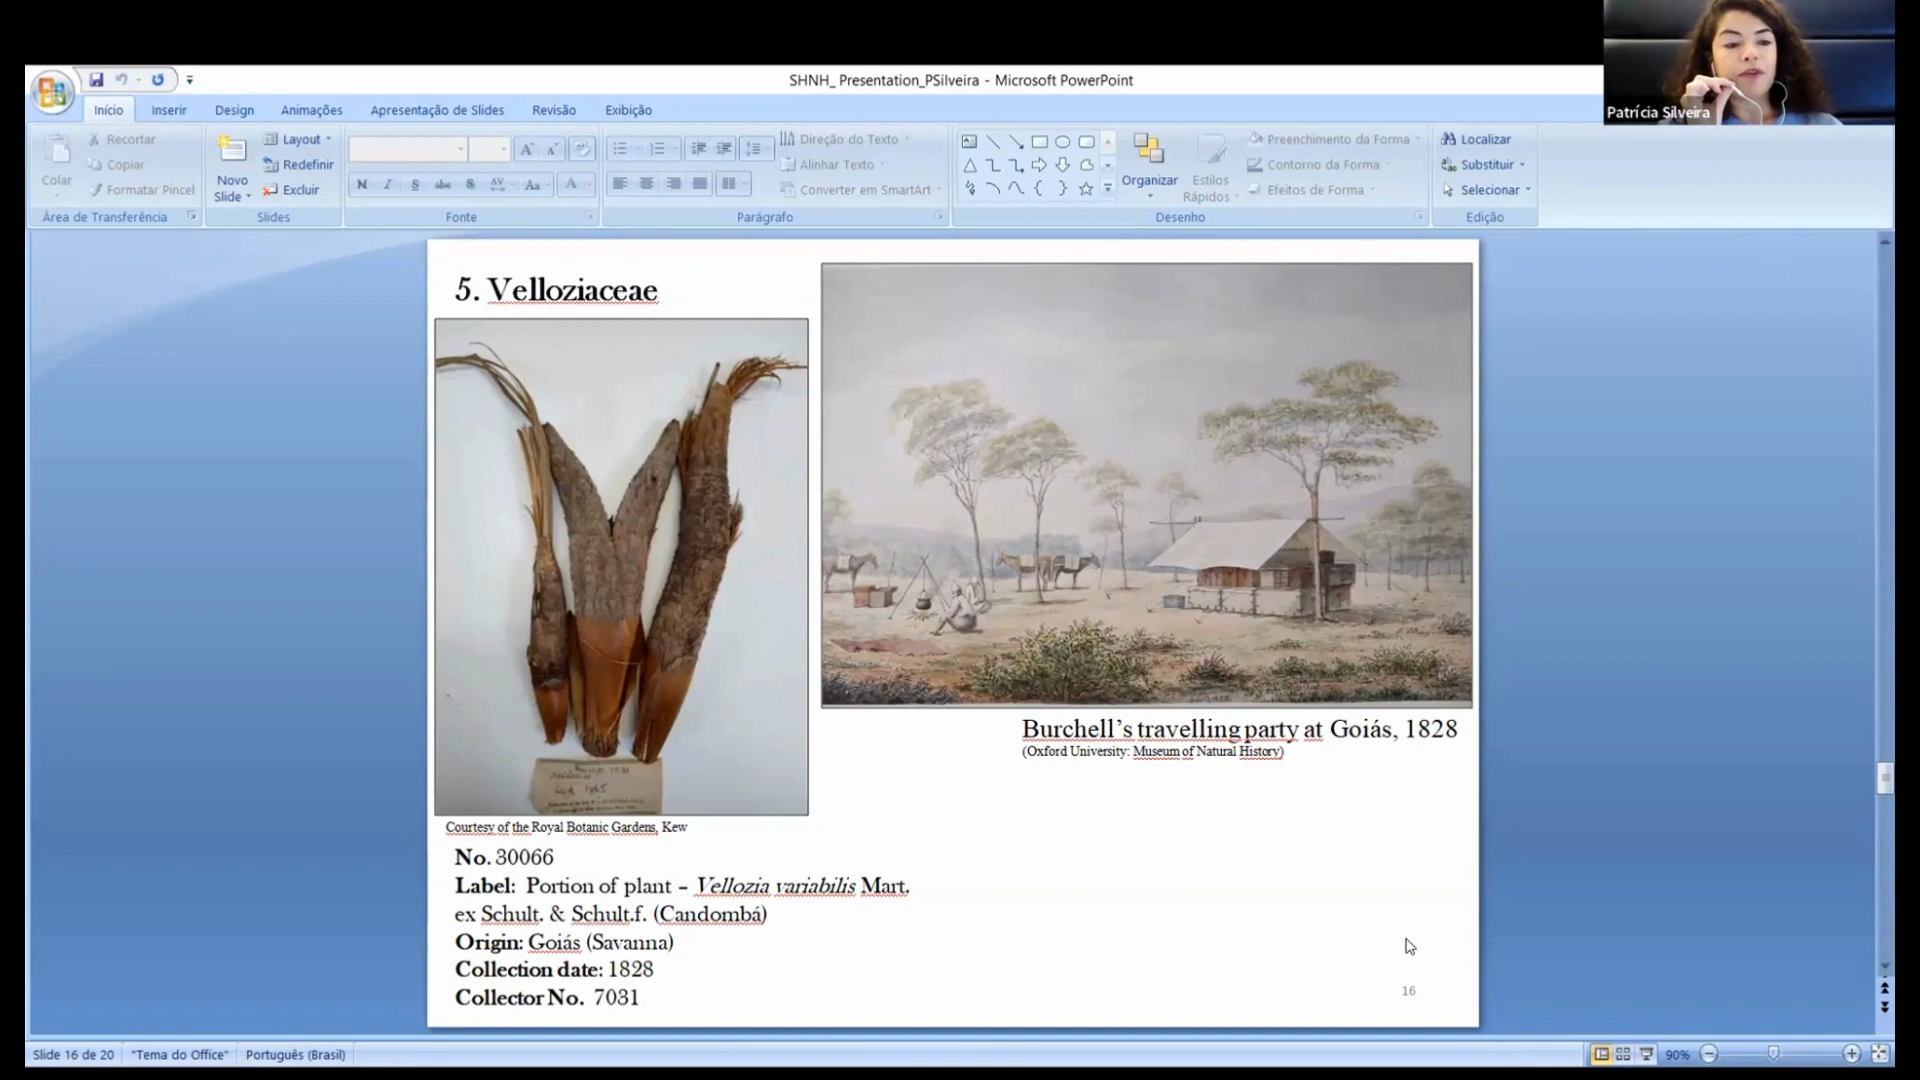 SHNH_ Presentation_PSilveira - Microsoft PowerPoint
Patrícia Silveira
Início Inserir Design Animações Apresentação de Slides Revisão Exibição
Colar
Recortar
Copiar
Formatar Pincel
Área de Transferência
Novo
Slide
Layout
Redefinir
Excluir
Slides
N I S abc S AV Aa A
Fonte
Direção do Texto
Alinhar Texto
Converter em SmartArt
Parágrafo
Organizar
Estilos
Rápidos
Preenchimento da Forma
Contorno da Forma
Efeitos de Forma
Desenho
Localizar
Substituir
Selecionar
Edição
5. Velloziaceae
Burchell’s travelling party at Goiás, 1828
(Oxford University: Museum of Natural History)
Courtesy of the Royal Botanic Gardens, Kew
No. 30066
Label: Portion of plant – Vellozia variabilis Mart.
ex Schult. & Schult.f. (Candombá)
Origin: Goiás (Savanna)
Collection date: 1828
Collector No. 7031
16
Slide 16 de 20 "Tema do Office" Português (Brasil) 90%